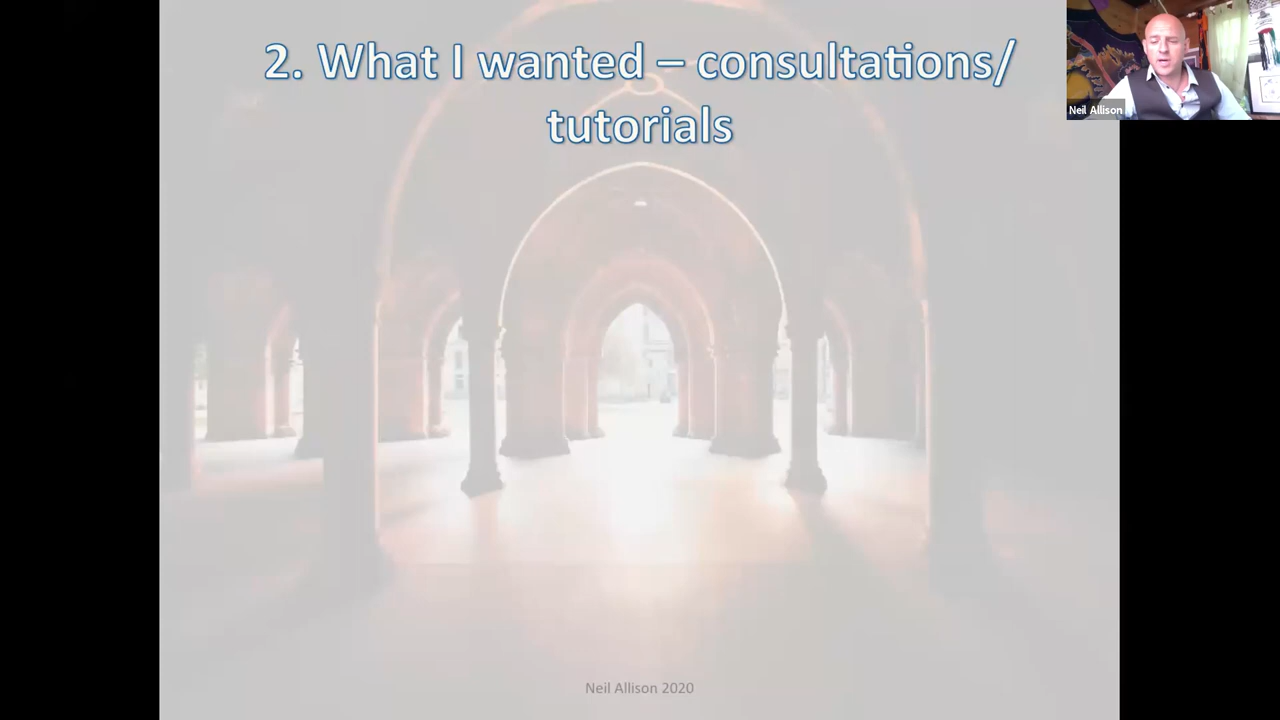 2. What I wanted – consultations/
tutorials
Neil Allison
Neil Allison 2020